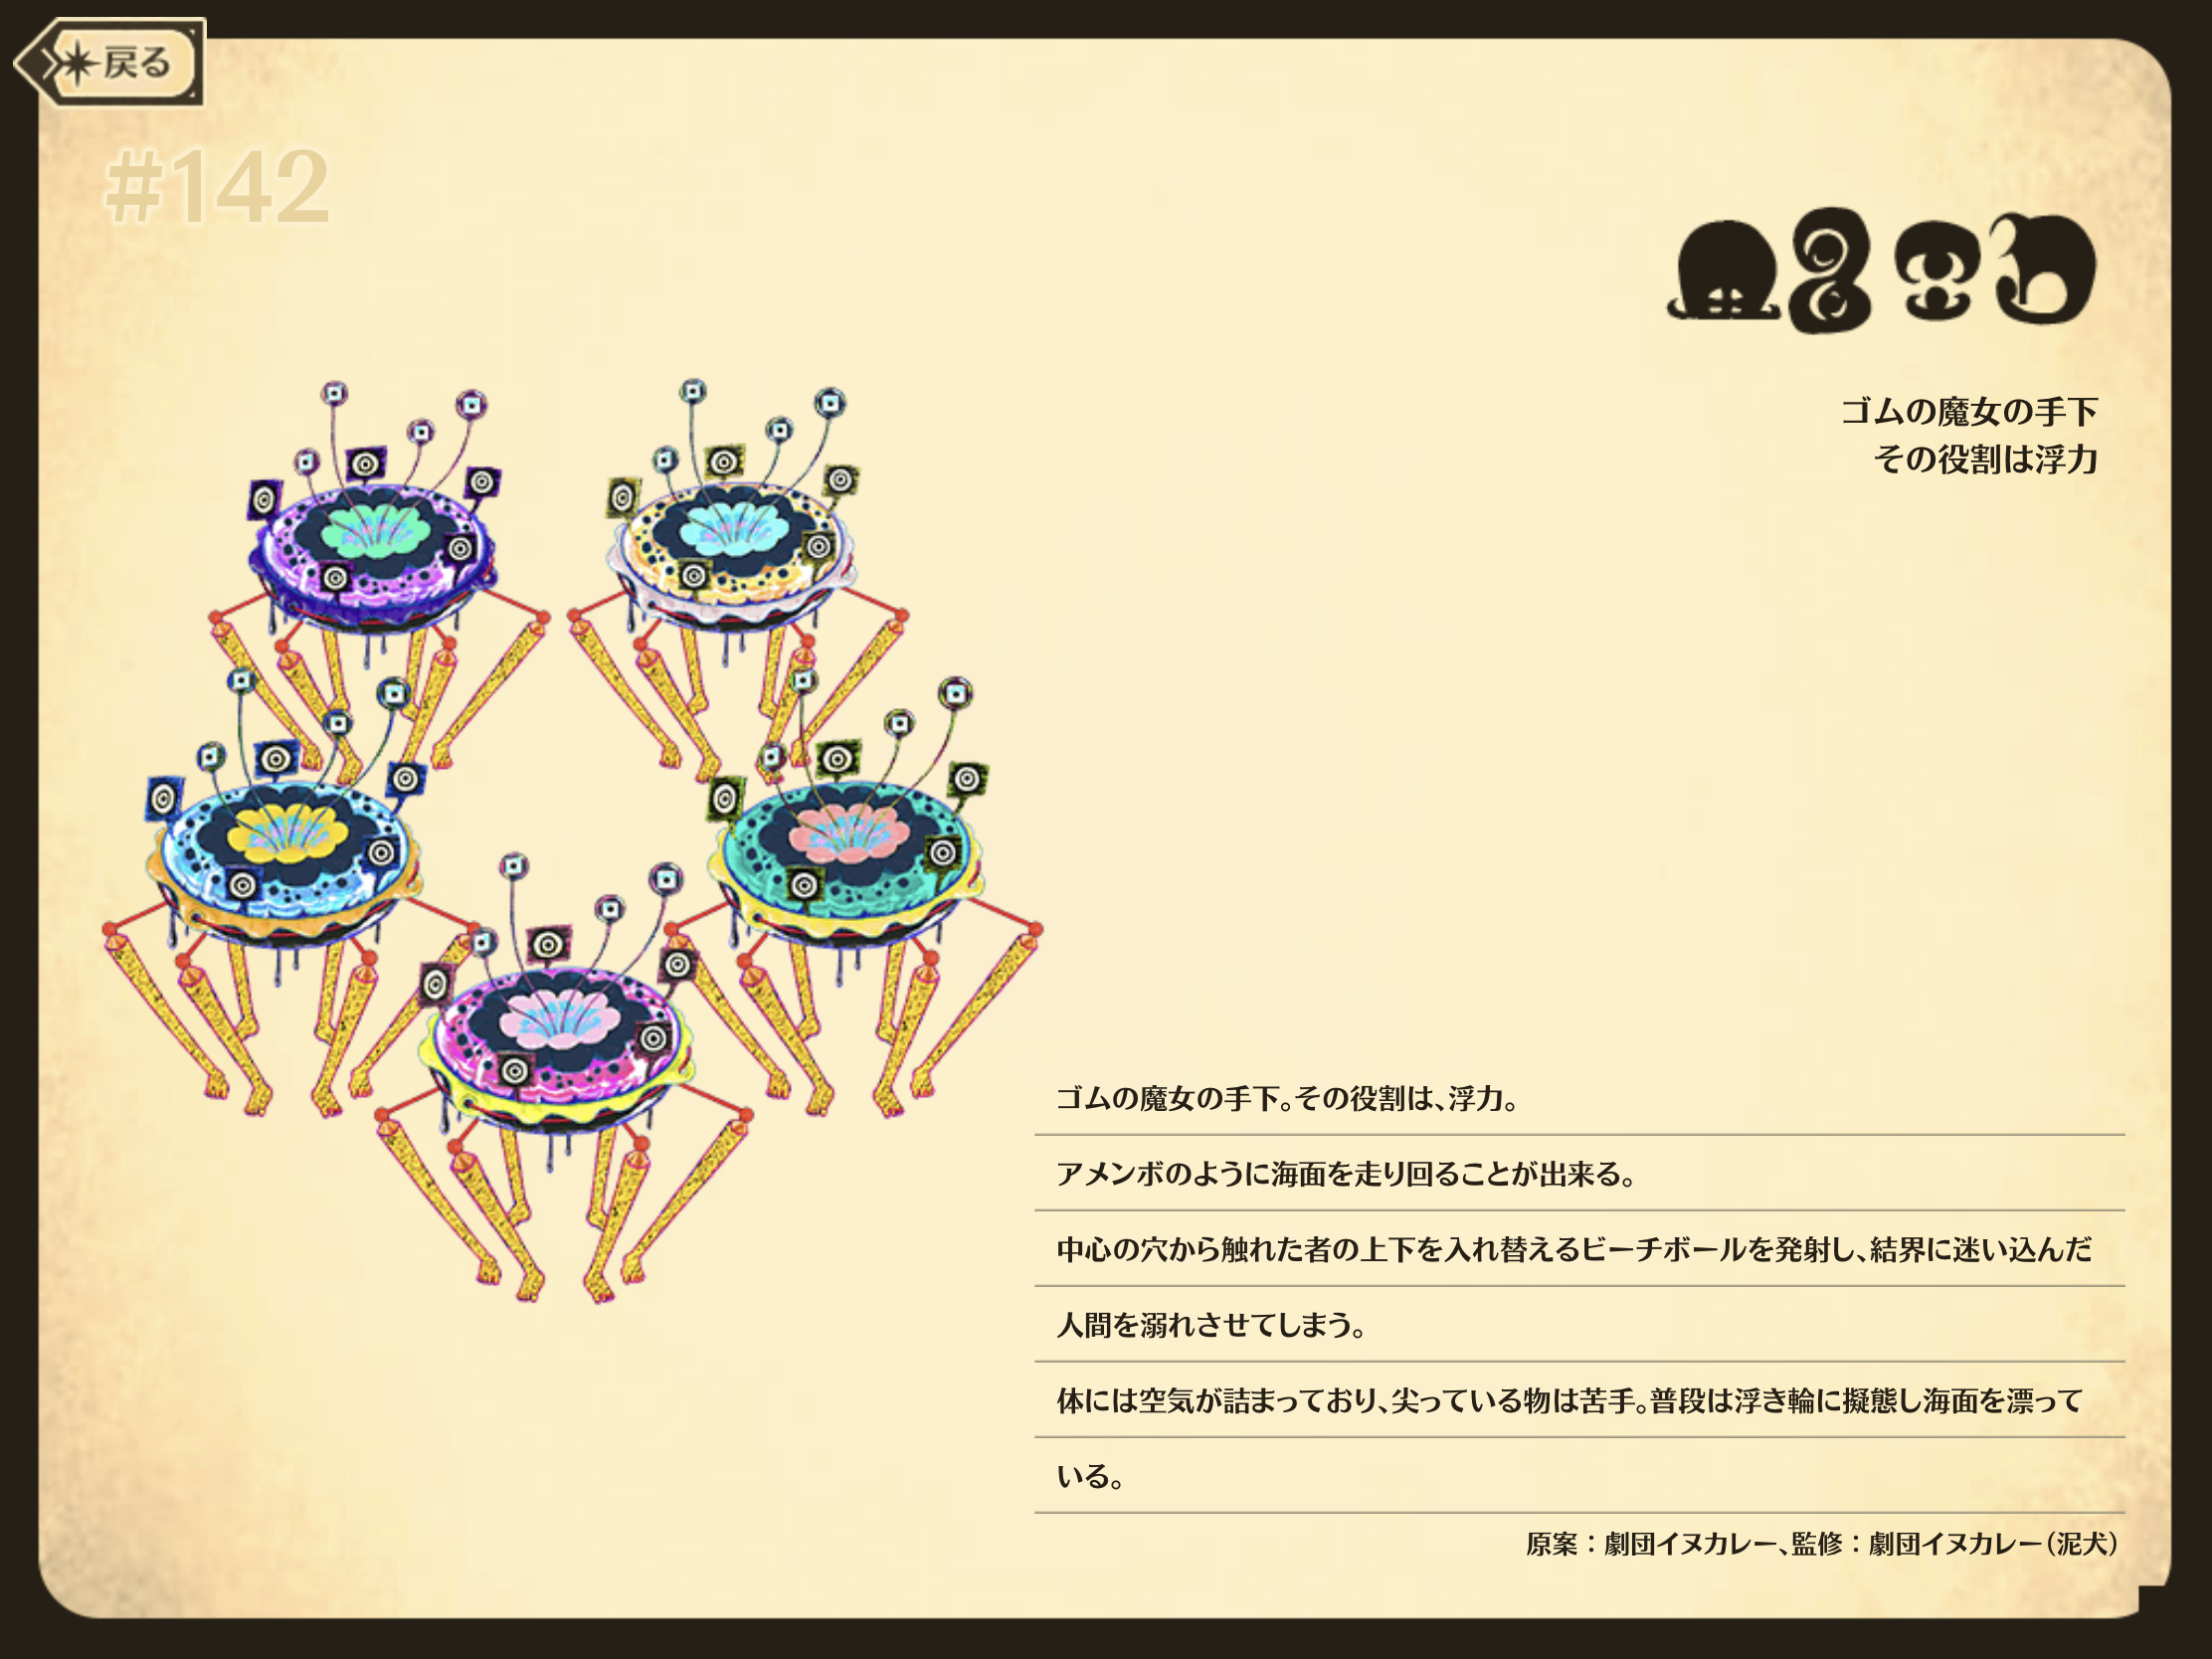 戻る
#142
ゴムの魔女の手下
その役割は浮力
ゴムの魔女の手下。その役割は、浮力。
アメンボのように海面を走り回ることが出来る。
中心の穴から触れた者の上下を入れ替えるビーチボールを発射し、結界に迷い込んだ
人間を溺れさせてしまう。
体には空気が詰まっており、尖っている物は苦手。普段は浮き輪に擬態し海面を漂って
いる。
原案：劇団イヌカレー、監修：劇団イヌカレー（泥犬）